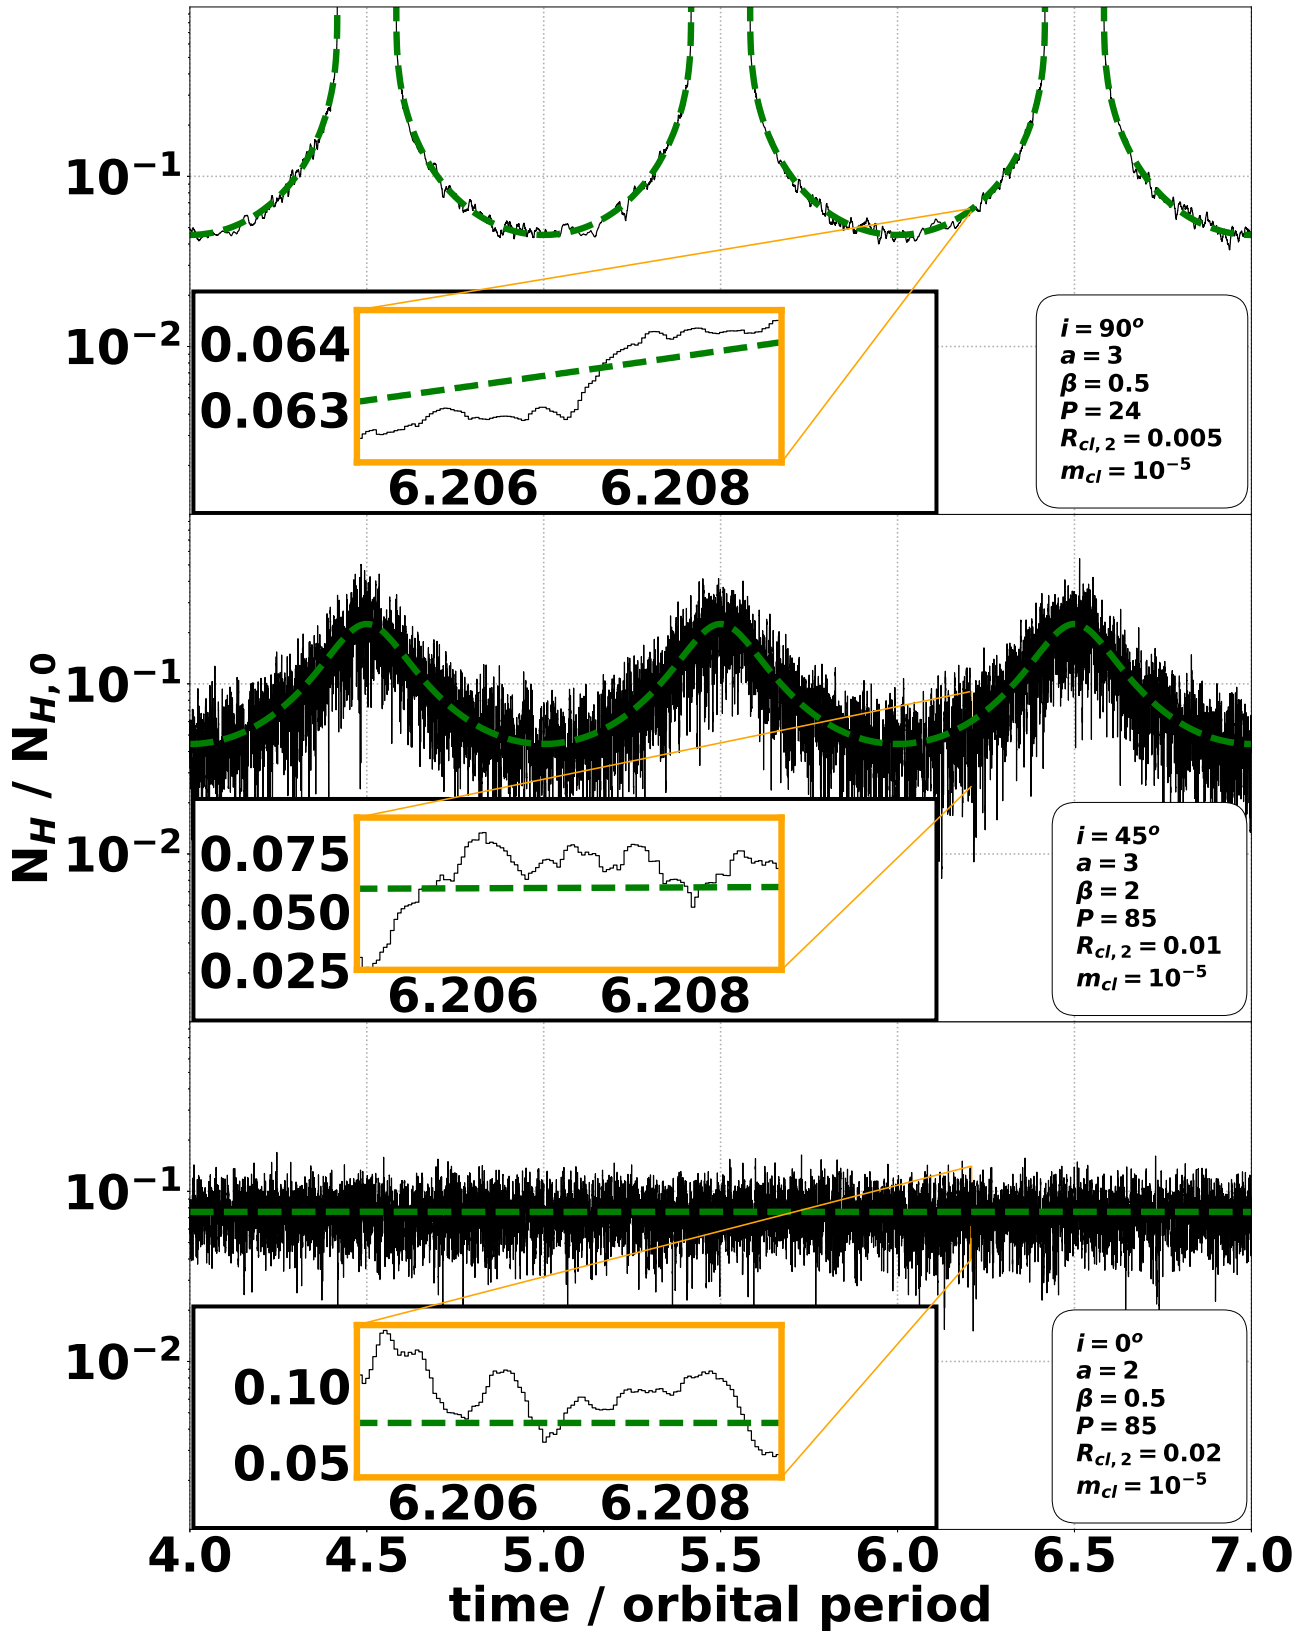 10⁻¹
10⁻²
0.064
0.063
6.206 6.208
i = 90ᵒ
a = 3
β = 0.5
P = 24
R_{cl, 2} = 0.005
m_{cl} = 10⁻⁵
N_H / N_{H, 0}
10⁻¹
10⁻²
0.075
0.050
0.025
6.206 6.208
i = 45ᵒ
a = 3
β = 2
P = 85
R_{cl, 2} = 0.01
m_{cl} = 10⁻⁵
10⁻¹
10⁻²
0.10
0.05
6.206 6.208
i = 0ᵒ
a = 2
β = 0.5
P = 85
R_{cl, 2} = 0.02
m_{cl} = 10⁻⁵
4.0 4.5 5.0 5.5 6.0 6.5 7.0
time / orbital period